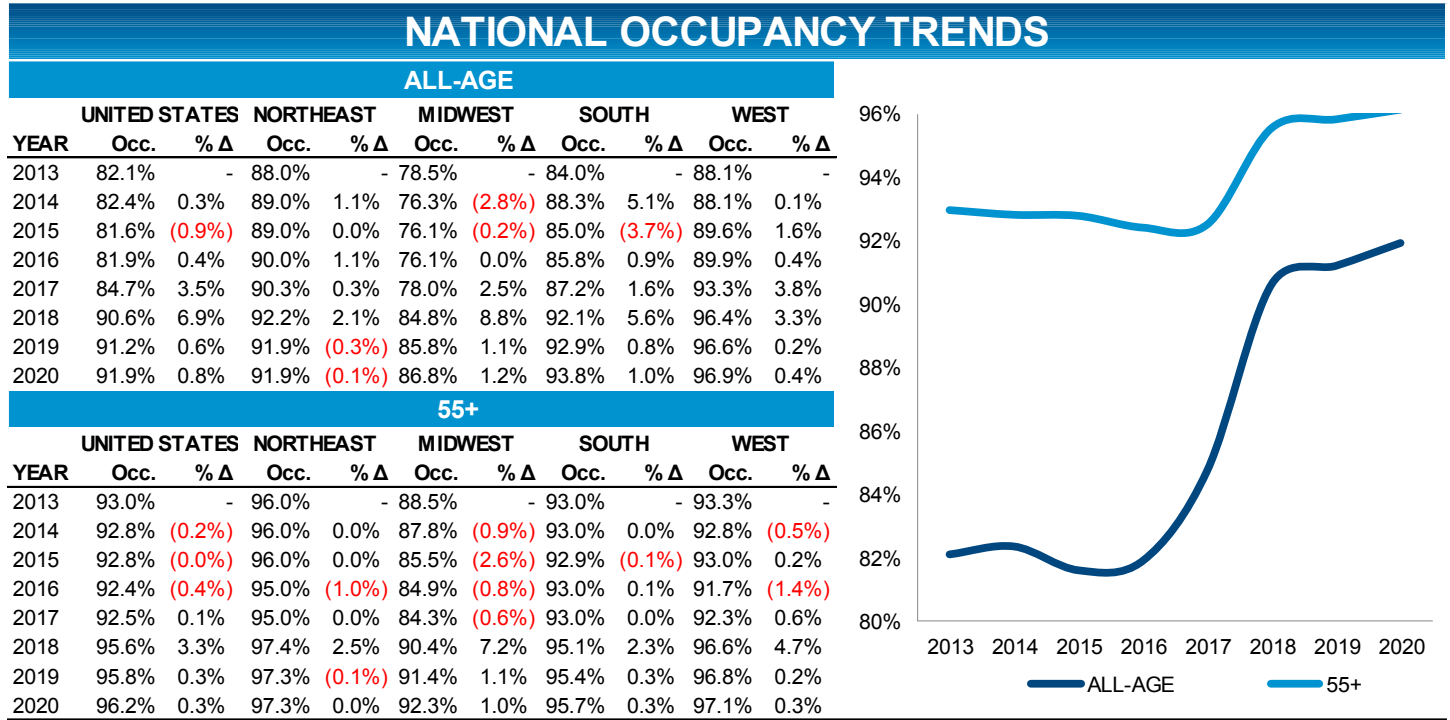 NATIONAL OCCUPANCY TRENDS
ALL-AGE
UNITED STATES NORTHEAST MIDWEST SOUTH WEST
YEAR Occ. % Δ Occ. % Δ Occ. % Δ Occ. % Δ Occ. % Δ
2013 82.1% - 88.0% - 78.5% - 84.0% - 88.1% -
2014 82.4% 0.3% 89.0% 1.1% 76.3% (2.8%) 88.3% 5.1% 88.1% 0.1%
2015 81.6% (0.9%) 89.0% 0.0% 76.1% (0.2%) 85.0% (3.7%) 89.6% 1.6%
2016 81.9% 0.4% 90.0% 1.1% 76.1% 0.0% 85.8% 0.9% 89.9% 0.4%
2017 84.7% 3.5% 90.3% 0.3% 78.0% 2.5% 87.2% 1.6% 93.3% 3.8%
2018 90.6% 6.9% 92.2% 2.1% 84.8% 8.8% 92.1% 5.6% 96.4% 3.3%
2019 91.2% 0.6% 91.9% (0.3%) 85.8% 1.1% 92.9% 0.8% 96.6% 0.2%
2020 91.9% 0.8% 91.9% (0.1%) 86.8% 1.2% 93.8% 1.0% 96.9% 0.4%
55+
UNITED STATES NORTHEAST MIDWEST SOUTH WEST
YEAR Occ. % Δ Occ. % Δ Occ. % Δ Occ. % Δ Occ. % Δ
2013 93.0% - 96.0% - 88.5% - 93.0% - 93.3% -
2014 92.8% (0.2%) 96.0% 0.0% 87.8% (0.9%) 93.0% 0.0% 92.8% (0.5%)
2015 92.8% (0.0%) 96.0% 0.0% 85.5% (2.6%) 92.9% (0.1%) 93.0% 0.2%
2016 92.4% (0.4%) 95.0% (1.0%) 84.9% (0.8%) 93.0% 0.1% 91.7% (1.4%)
2017 92.5% 0.1% 95.0% 0.0% 84.3% (0.6%) 93.0% 0.0% 92.3% 0.6%
2018 95.6% 3.3% 97.4% 2.5% 90.4% 7.2% 95.1% 2.3% 96.6% 4.7%
2019 95.8% 0.3% 97.3% (0.1%) 91.4% 1.1% 95.4% 0.3% 96.8% 0.2%
2020 96.2% 0.3% 97.3% 0.0% 92.3% 1.0% 95.7% 0.3% 97.1% 0.3%
96%
94%
92%
90%
88%
86%
84%
82%
80%
2013 2014 2015 2016 2017 2018 2019 2020
ALL-AGE 55+